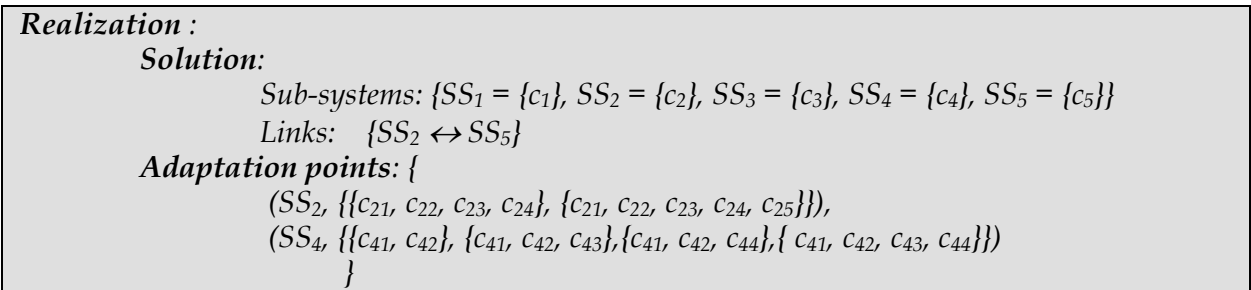 Realization :
Solution:
Sub-systems: {SS₁ = {c₁}, SS₂ = {c₂}, SS₃ = {c₃}, SS₄ = {c₄}, SS₅ = {c₅}}
Links: {SS₂ ↔ SS₅}
Adaptation points: {
(SS₂, {{c₂₁, c₂₂, c₂₃, c₂₄}, {c₂₁, c₂₂, c₂₃, c₂₄, c₂₅}}),
(SS₄, {{c₄₁, c₄₂}, {c₄₁, c₄₂, c₄₃},{c₄₁, c₄₂, c₄₄},{ c₄₁, c₄₂, c₄₃, c₄₄}})
}